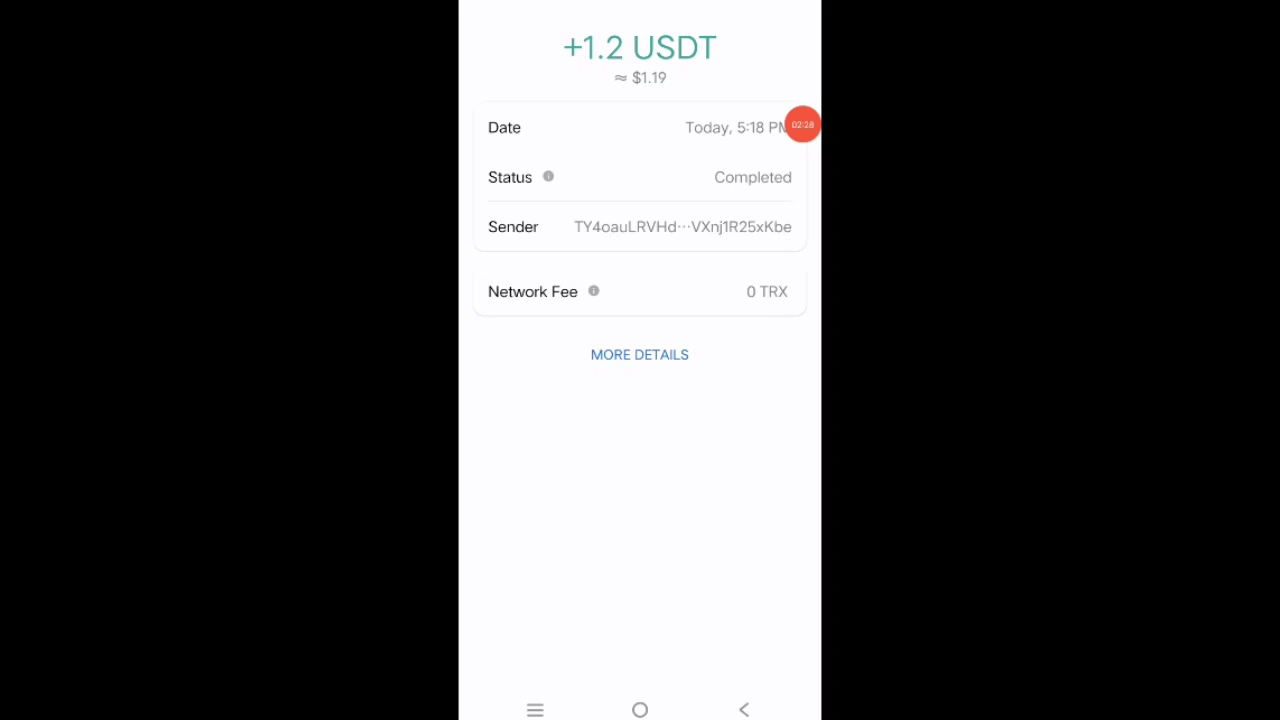 +1.2 USDT
≈ $1.19
Date Today, 5:18 PM
02:28
Status Completed
Sender TY4oauLRVHd···VXnj1R25xKbe
Network Fee 0 TRX
MORE DETAILS